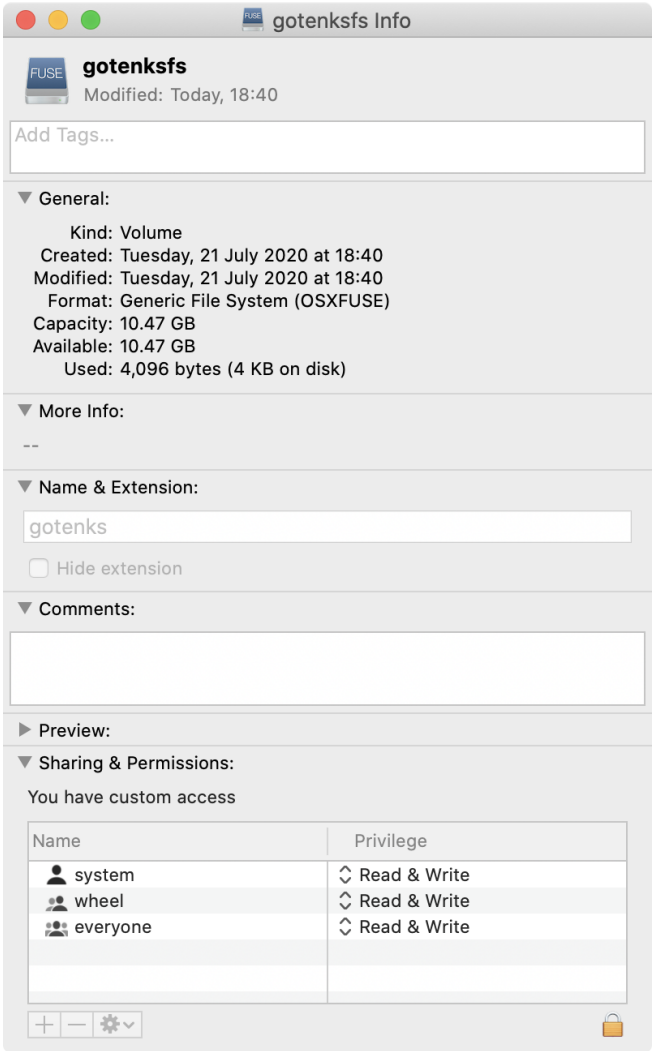 FUSE gotenksfs Info
FUSE gotenksfs
Modified: Today, 18:40
Add Tags...
General:
Kind: Volume
Created: Tuesday, 21 July 2020 at 18:40
Modified: Tuesday, 21 July 2020 at 18:40
Format: Generic File System (OSXFUSE)
Capacity: 10.47 GB
Available: 10.47 GB
Used: 4,096 bytes (4 KB on disk)
More Info:
--
Name & Extension:
gotenks
Hide extension
Comments:
Preview:
Sharing & Permissions:
You have custom access
Name Privilege
system Read & Write
wheel Read & Write
everyone Read & Write